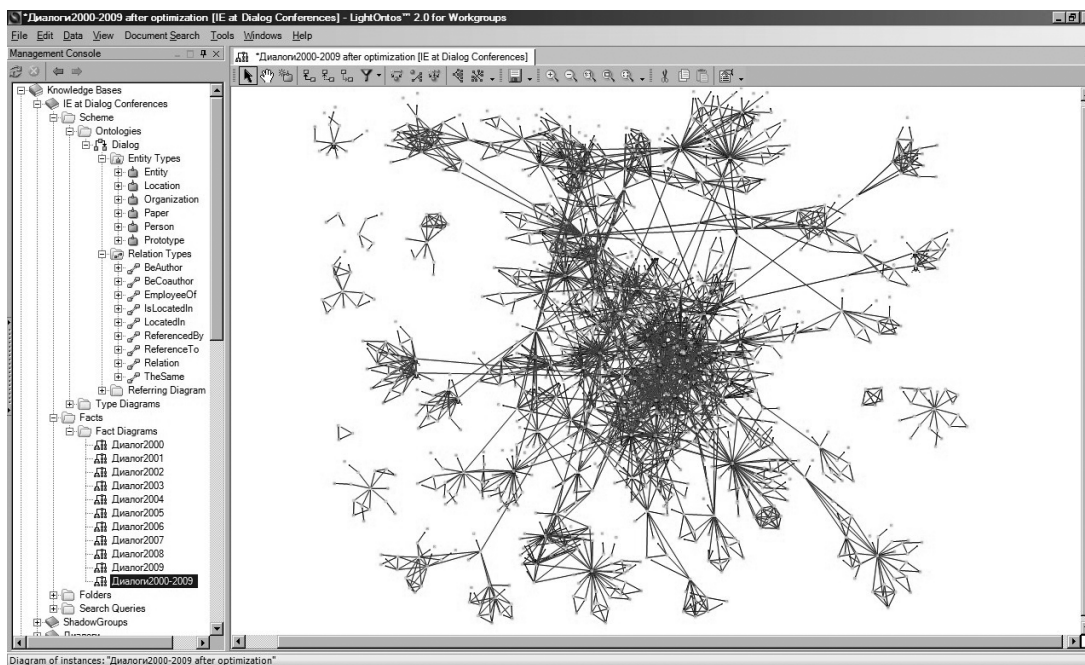 *Диалоги2000-2009 after optimization [IE at Dialog Conferences] - LightOntos™ 2.0 for Workgroups
File Edit Data View Document Search Tools Windows Help
Management Console
*Диалоги2000-2009 after optimization [IE at Dialog Conferences]
Knowledge Bases
IE at Dialog Conferences
Scheme
Ontologies
Dialog
Entity Types
Entity
Location
Organization
Paper
Person
Prototype
Relation Types
BeAuthor
BeCoauthor
EmployeeOf
IsLocatedIn
LocatedIn
ReferencedBy
ReferenceTo
Relation
TheSame
Referring Diagram
Type Diagrams
Facts
Fact Diagrams
Диалог2000
Диалог2001
Диалог2002
Диалог2003
Диалог2004
Диалог2005
Диалог2006
Диалог2007
Диалог2008
Диалог2009
Диалоги2000-2009
Folders
Search Queries
ShadowGroups
Диалоги
Diagram of instances: "Диалоги2000-2009 after optimization"